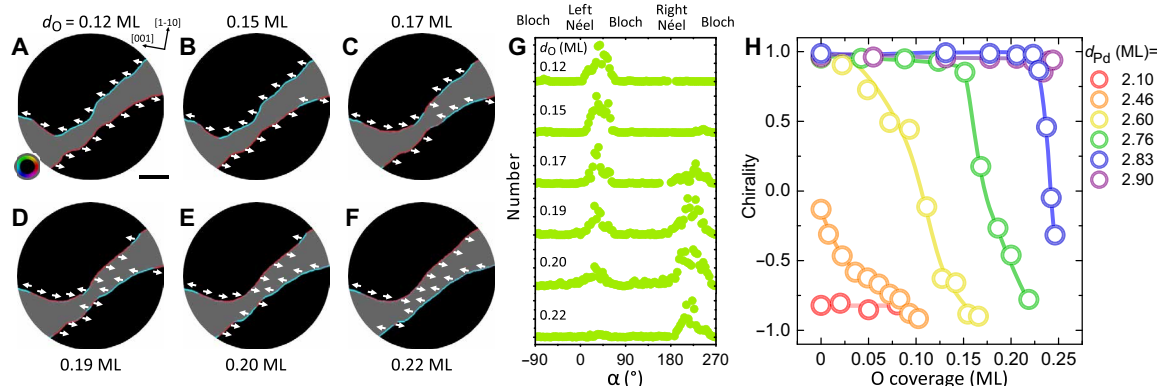 d_O = 0.12 ML
0.15 ML
0.17 ML
[1-10]
[001]
A
B
C
D
E
F
0.19 ML
0.20 ML
0.22 ML
G
Bloch
Left Néel
Bloch
Right Néel
Bloch
d_O (ML)
0.12
0.15
0.17
0.19
0.20
0.22
Number
−90
0
90
180
270
α (°)
H
1.0
0.5
0.0
−0.5
−1.0
Chirality
0
0.05
0.10
0.15
0.20
0.25
O coverage (ML)
d_Pd (ML)=
2.10
2.46
2.60
2.76
2.83
2.90